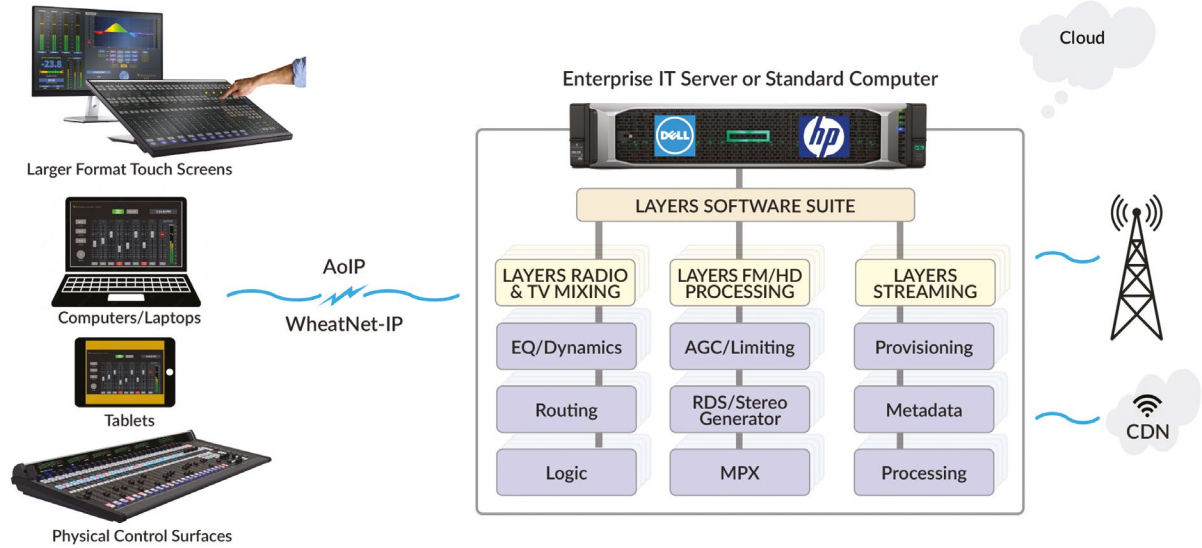 Cloud
Enterprise IT Server or Standard Computer
DELL
hp
-23.8
Larger Format Touch Screens
LAYERS SOFTWARE SUITE
LAYERS RADIO
& TV MIXING
LAYERS FM/HD
PROCESSING
LAYERS
STREAMING
AoIP
WheatNet-IP
Computers/Laptops
EQ/Dynamics
AGC/Limiting
Provisioning
Tablets
Routing
RDS/Stereo
Generator
Metadata
CDN
Logic
MPX
Processing
Physical Control Surfaces